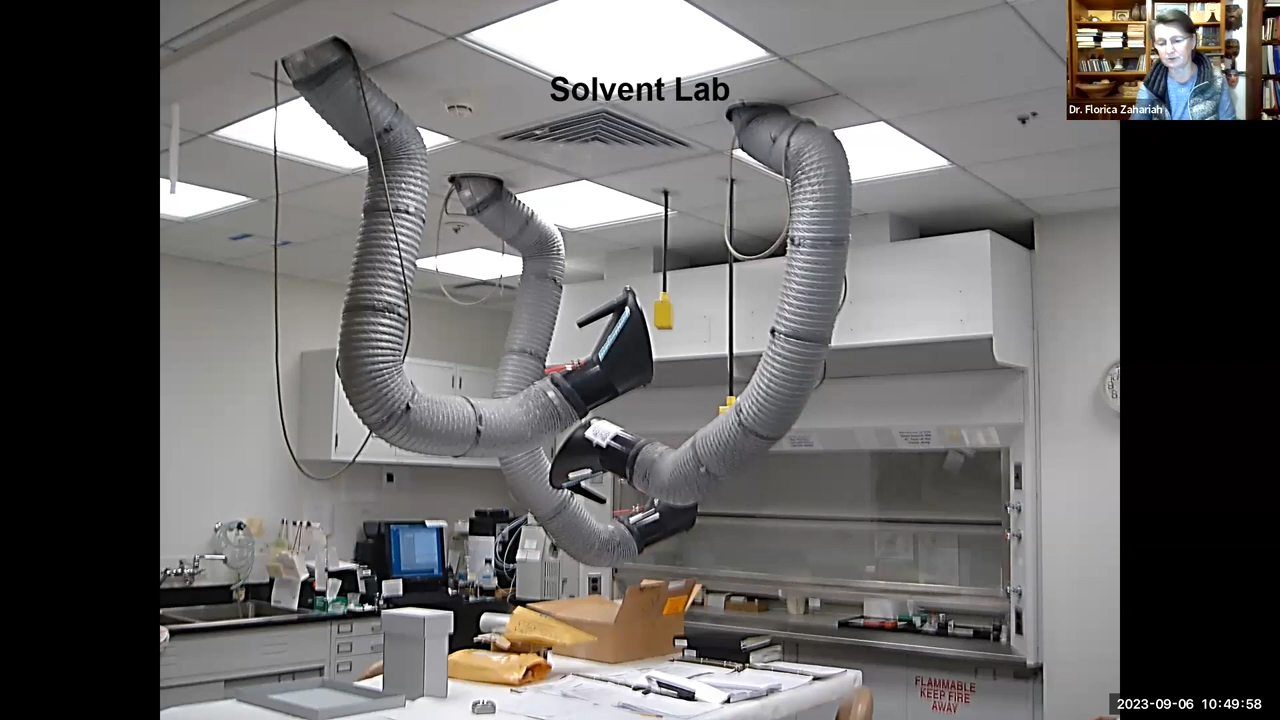 Solvent Lab
Dr. Florica Zahariah
FLAMMABLE
KEEP FIRE
AWAY
2023-09-06 10:49:58